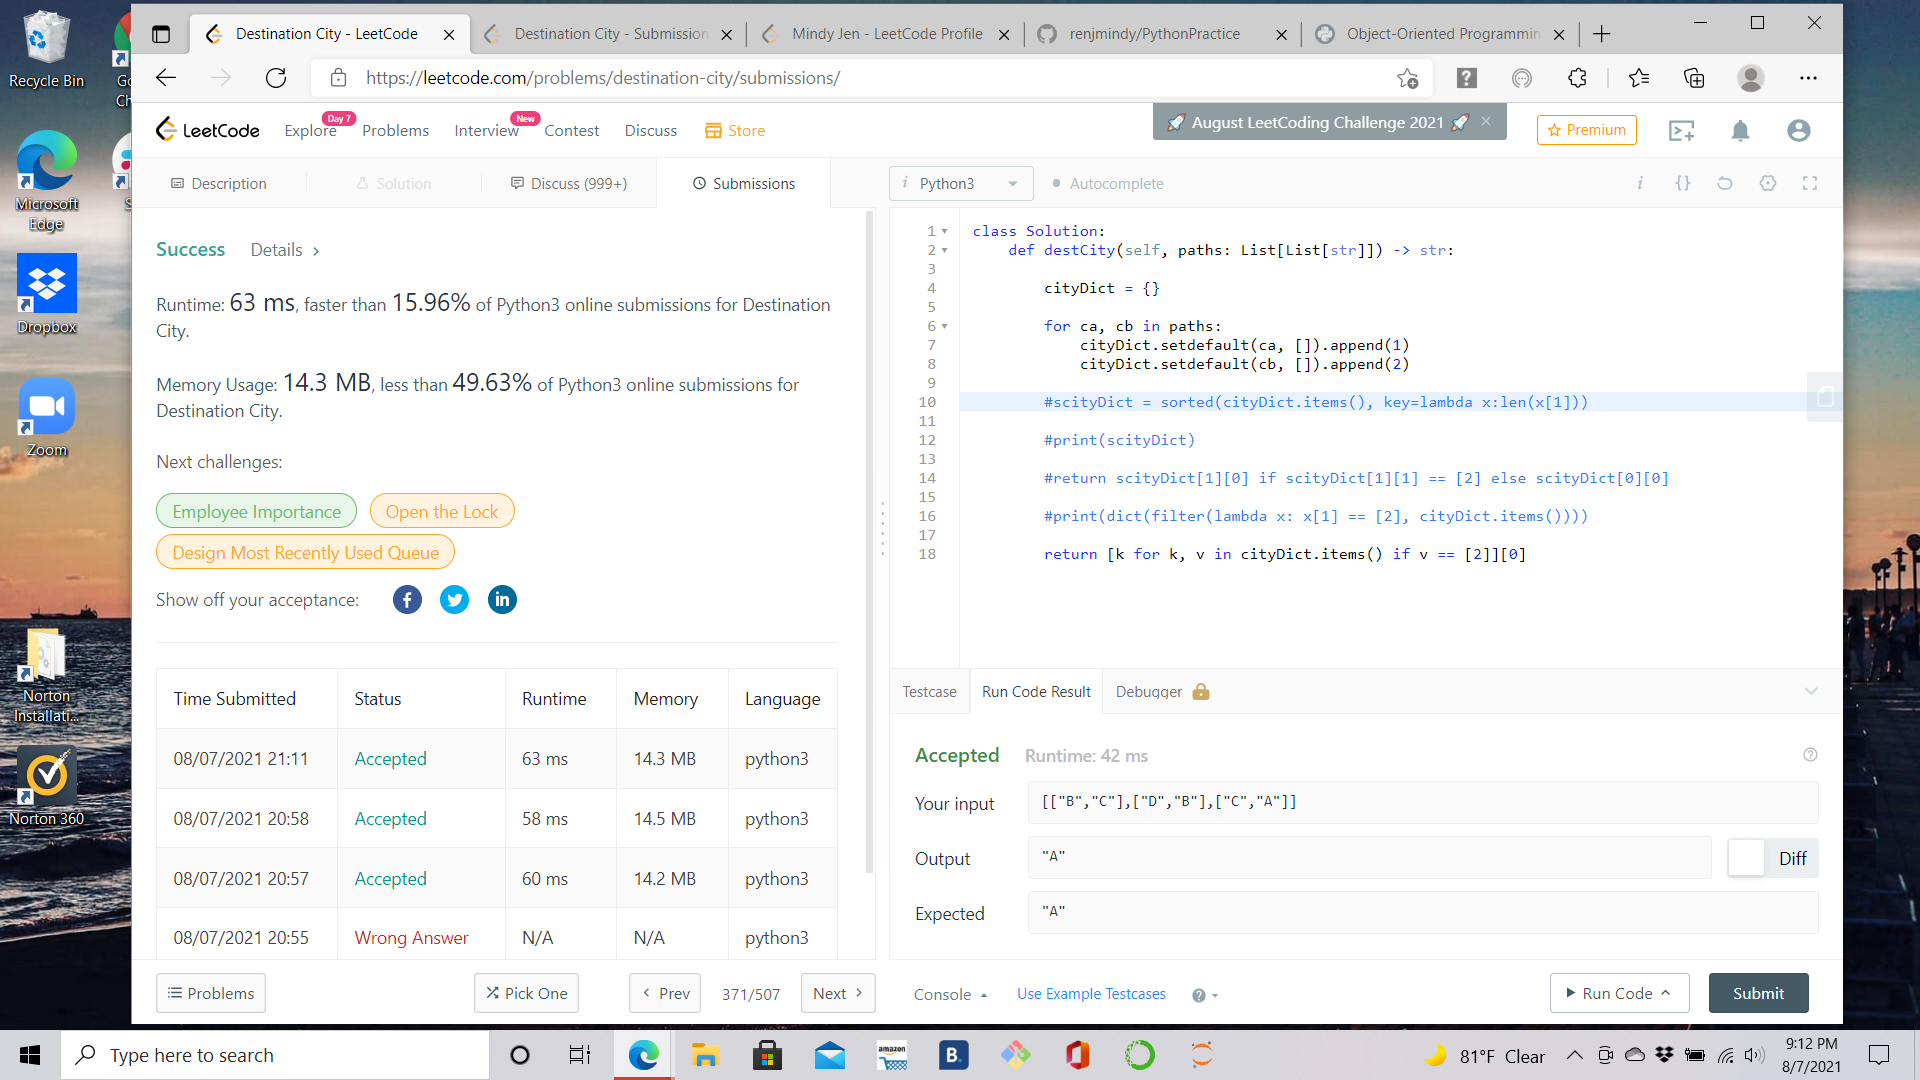 Recycle Bin
Microsoft
Edge
Dropbox
Zoom
Norton
Installati...
Norton 360
Destination City - LeetCode
Destination City - Submission
Mindy Jen - LeetCode Profile
renjmindy/PythonPractice
Object-Oriented Programmin
https://leetcode.com/problems/destination-city/submissions/
LeetCode
Explore
Day 7
Problems
Interview
New
Contest
Discuss
Store
🚀 August LeetCoding Challenge 2021 🚀
Premium
Description
Solution
Discuss (999+)
Submissions
Python3
Autocomplete
Success
Details
Runtime: 63 ms, faster than 15.96% of Python3 online submissions for Destination
City.
Memory Usage: 14.3 MB, less than 49.63% of Python3 online submissions for
Destination City.
Next challenges:
Employee Importance
Open the Lock
Design Most Recently Used Queue
Show off your acceptance:
Time Submitted Status Runtime Memory Language
08/07/2021 21:11 Accepted 63 ms 14.3 MB python3
08/07/2021 20:58 Accepted 58 ms 14.5 MB python3
08/07/2021 20:57 Accepted 60 ms 14.2 MB python3
08/07/2021 20:55 Wrong Answer N/A N/A python3
Problems
Pick One
Prev
371/507
Next
1 class Solution:
2 def destCity(self, paths: List[List[str]]) -> str:
3
4 cityDict = {}
5
6 for ca, cb in paths:
7 cityDict.setdefault(ca, []).append(1)
8 cityDict.setdefault(cb, []).append(2)
9
10 #scityDict = sorted(cityDict.items(), key=lambda x:len(x[1]))
11
12 #print(scityDict)
13
14 #return scityDict[1][0] if scityDict[1][1] == [2] else scityDict[0][0]
15
16 #print(dict(filter(lambda x: x[1] == [2], cityDict.items())))
17
18 return [k for k, v in cityDict.items() if v == [2]][0]
Testcase
Run Code Result
Debugger
Accepted
Runtime: 42 ms
Your input
[["B","C"],["D","B"],["C","A"]]
Output
"A"
Diff
Expected
"A"
Console
Use Example Testcases
Run Code
Submit
Type here to search
amazon
B.
81°F Clear
9:12 PM
8/7/2021